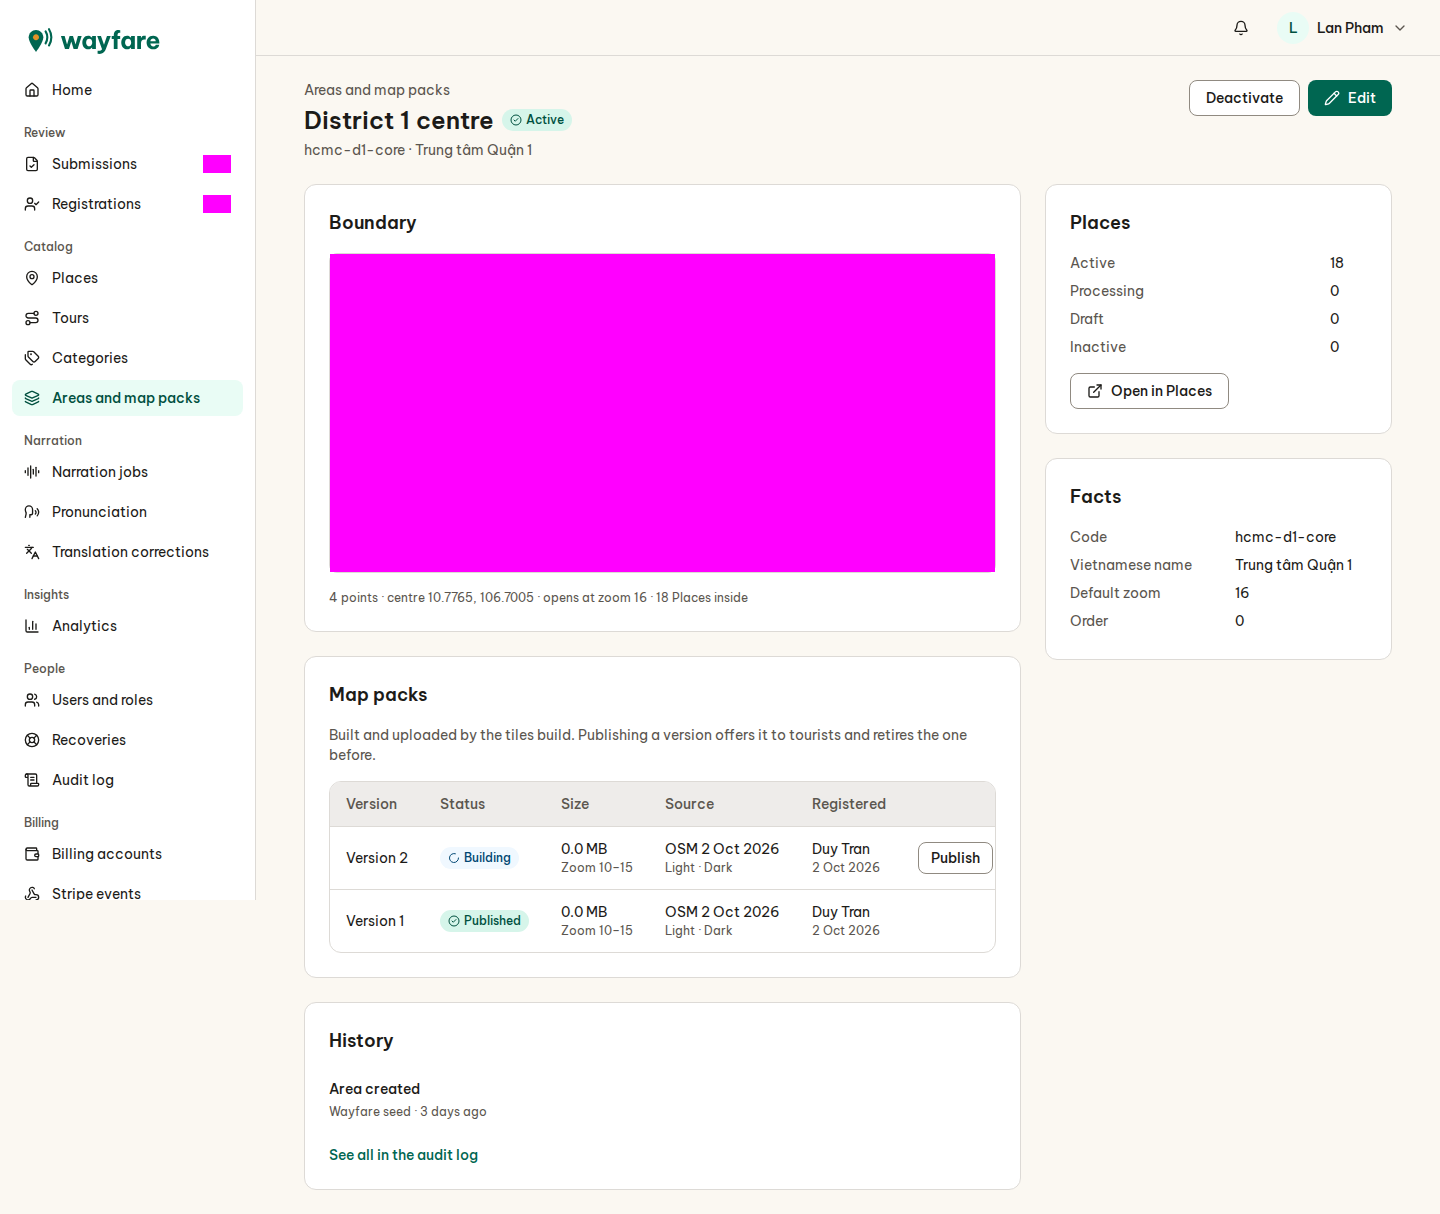 wayfare
Home
Review
Submissions
Registrations
Catalog
Places
Tours
Categories
Areas and map packs
Narration
Narration jobs
Pronunciation
Translation corrections
Insights
Analytics
People
Users and roles
Recoveries
Audit log
Billing
Billing accounts
Stripe events
L Lan Pham
Areas and map packs
District 1 centre Active
hcmc-d1-core · Trung tâm Quận 1
Deactivate Edit
Boundary
4 points · centre 10.7765, 106.7005 · opens at zoom 16 · 18 Places inside
Map packs
Built and uploaded by the tiles build. Publishing a version offers it to tourists and retires the one
before.
Version Status Size Source Registered
Version 2 Building 0.0 MB OSM 2 Oct 2026 Duy Tran Publish
Zoom 10–15 Light · Dark 2 Oct 2026
Version 1 Published 0.0 MB OSM 2 Oct 2026 Duy Tran
Zoom 10–15 Light · Dark 2 Oct 2026
History
Area created
Wayfare seed · 3 days ago
See all in the audit log
Places
Active 18
Processing 0
Draft 0
Inactive 0
Open in Places
Facts
Code hcmc-d1-core
Vietnamese name Trung tâm Quận 1
Default zoom 16
Order 0